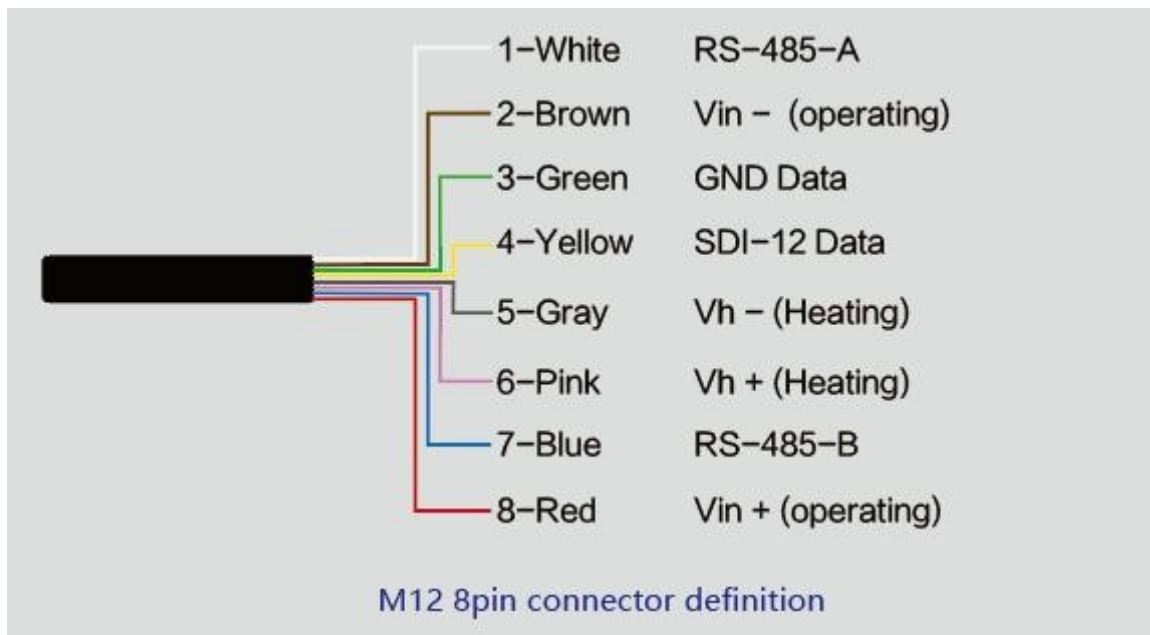 1-White RS-485-A
2-Brown Vin - (operating)
3-Green GND Data
4-Yellow SDI-12 Data
5-Gray Vh - (Heating)
6-Pink Vh + (Heating)
7-Blue RS-485-B
8-Red Vin + (operating)
M12 8pin connector definition